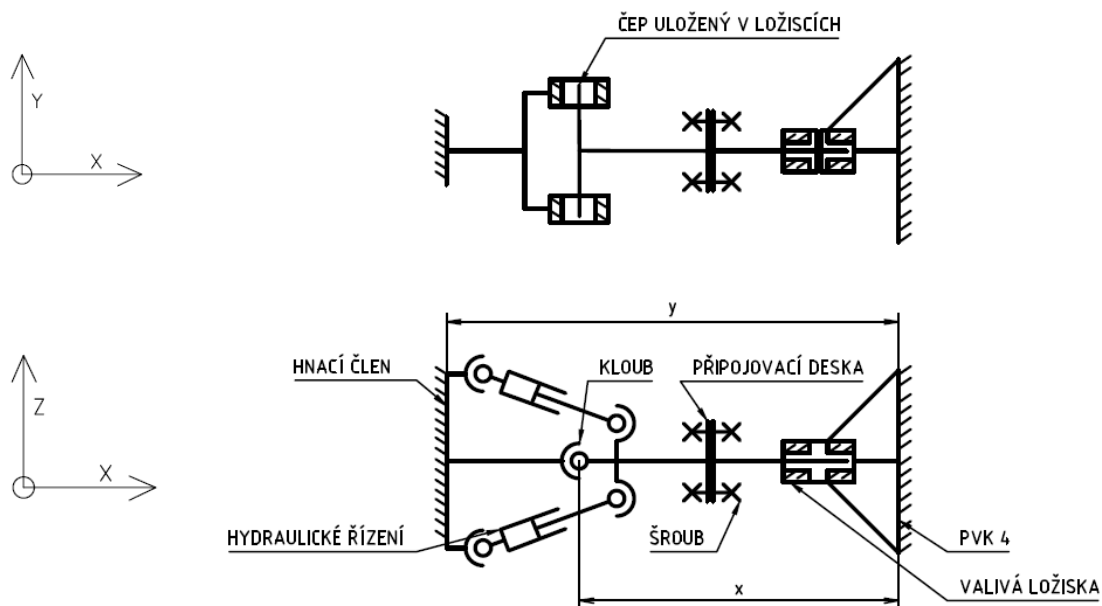 ČEP ULOŽENÝ V LOŽISCÍCH
Y
X
y
HNACÍ ČLEN
KLOUB
PŘIPOJOVACÍ DESKA
Z
X
HYDRAULICKÉ ŘÍZENÍ
ŠROUB
PVK 4
x
VALIVÁ LOŽISKA